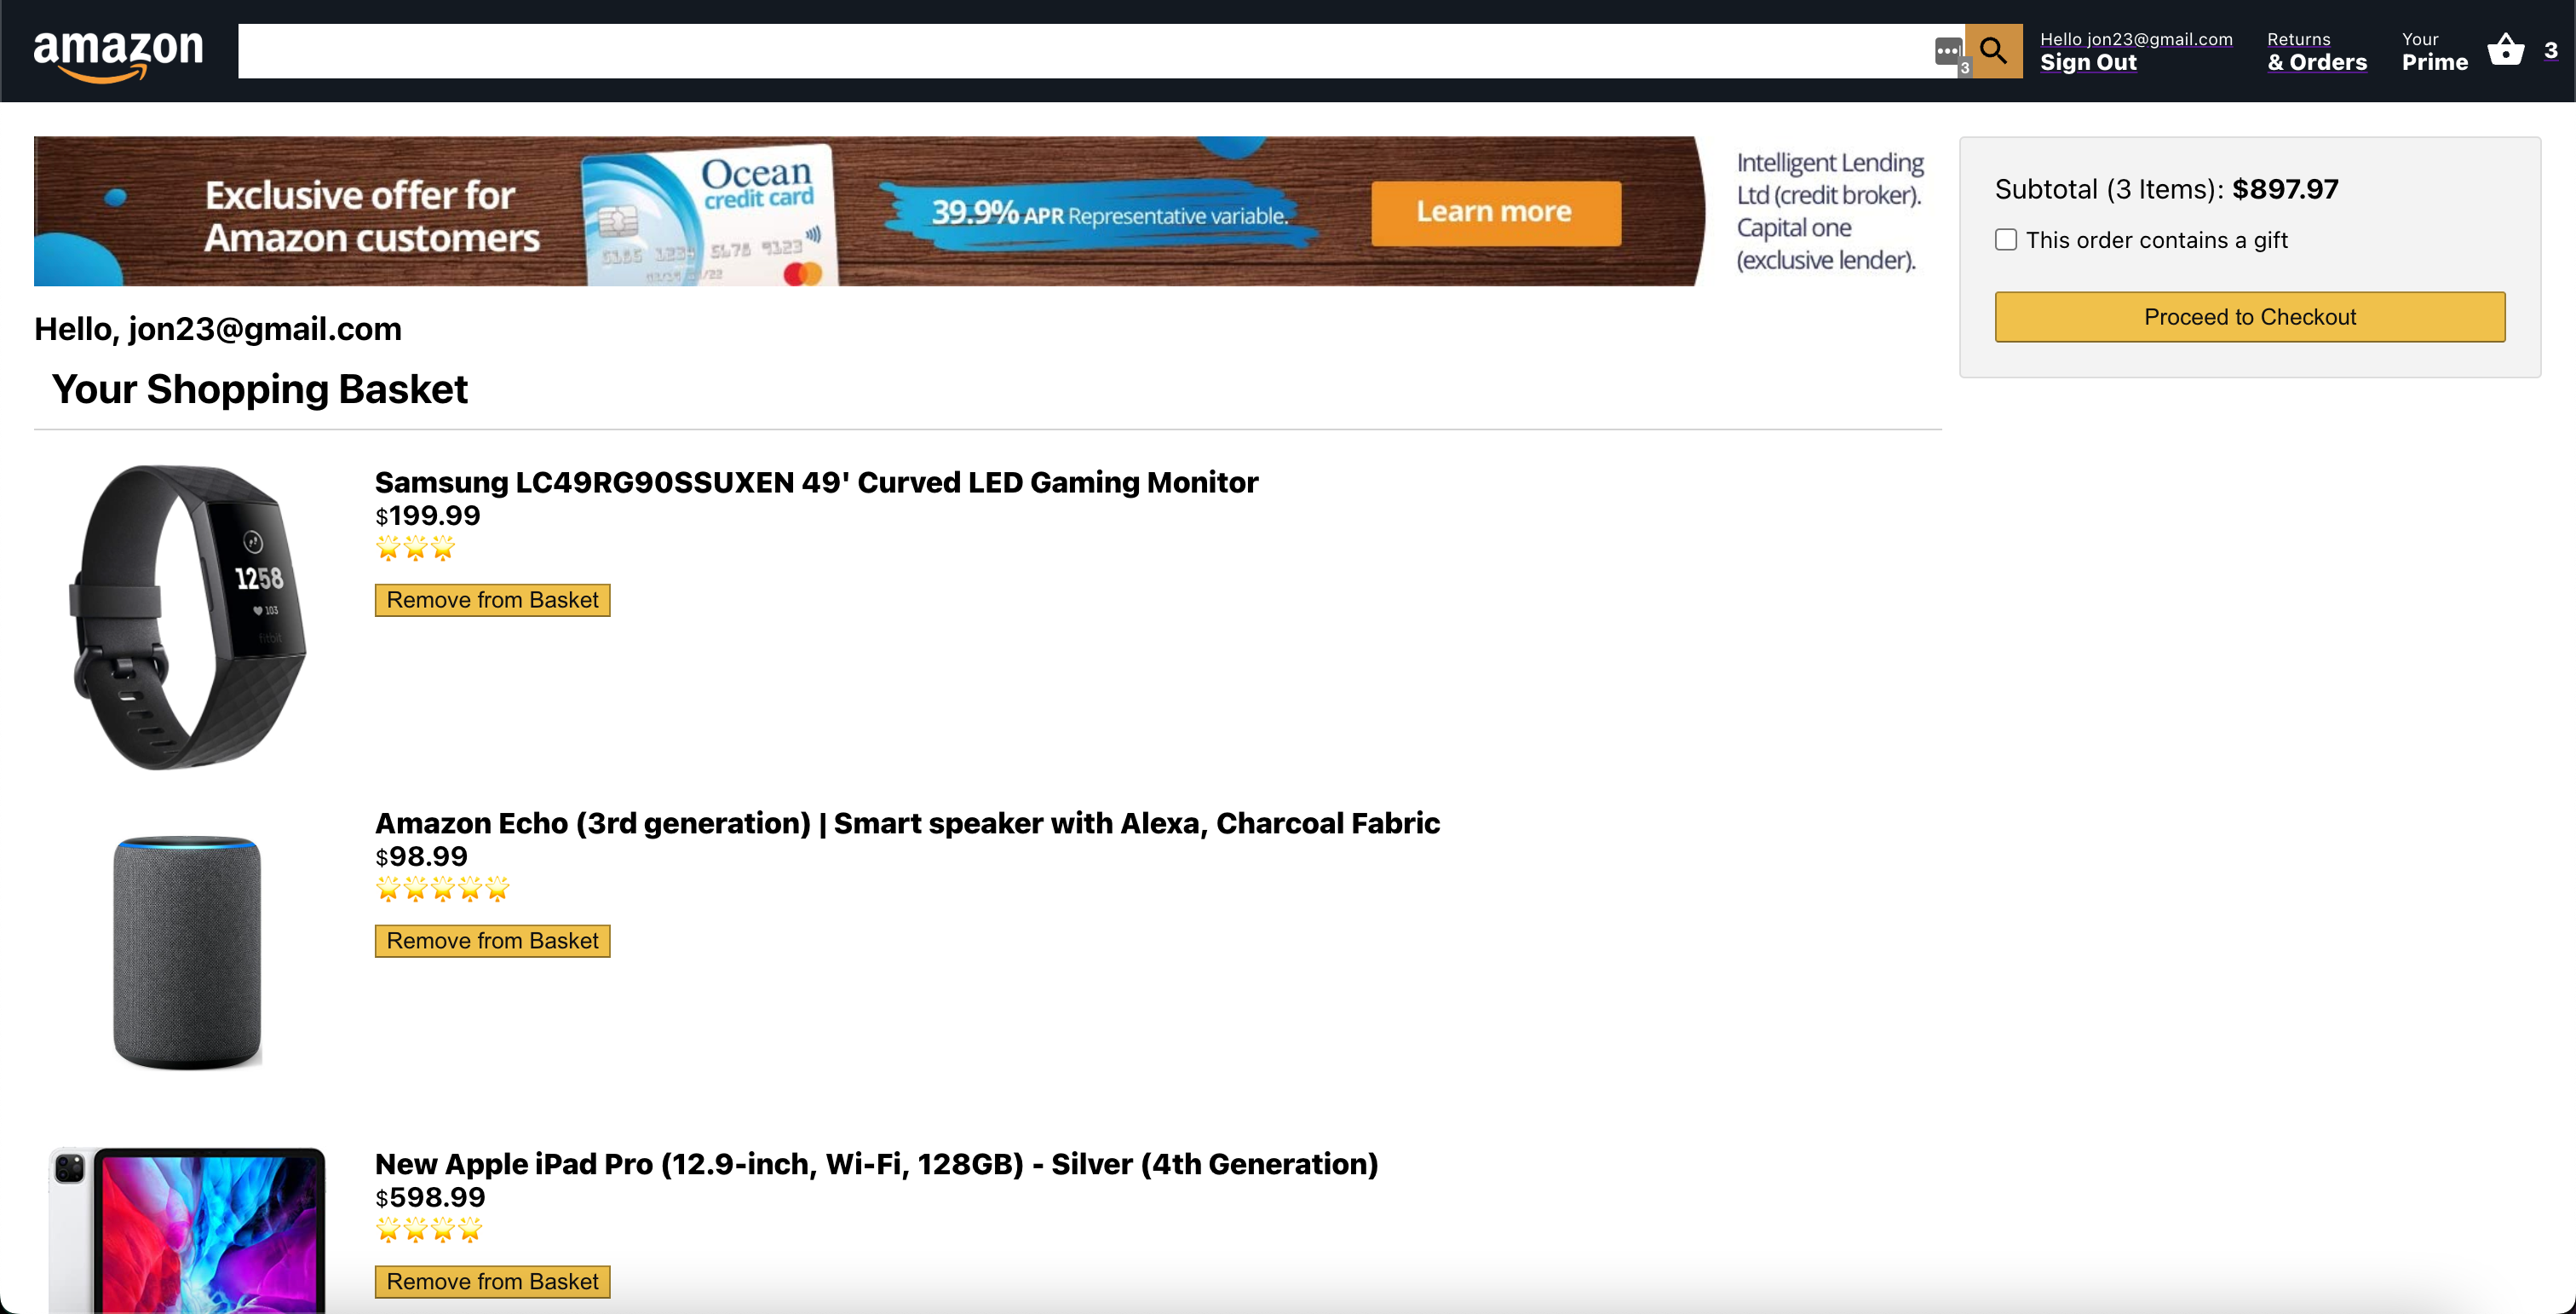 amazon
3
Hello jon23@gmail.com
Sign Out
Returns
& Orders
Your
Prime
3
Exclusive offer for
Amazon customers
Ocean
credit card
39.9% APR Representative variable.
Learn more
Intelligent Lending
Ltd (credit broker).
Capital one
(exclusive lender).
Subtotal (3 Items): $897.97
This order contains a gift
Proceed to Checkout
Hello, jon23@gmail.com
Your Shopping Basket
Samsung LC49RG90SSUXEN 49' Curved LED Gaming Monitor
$199.99
Remove from Basket
1258
103
fitbit
Amazon Echo (3rd generation) | Smart speaker with Alexa, Charcoal Fabric
$98.99
Remove from Basket
New Apple iPad Pro (12.9-inch, Wi-Fi, 128GB) - Silver (4th Generation)
$598.99
Remove from Basket